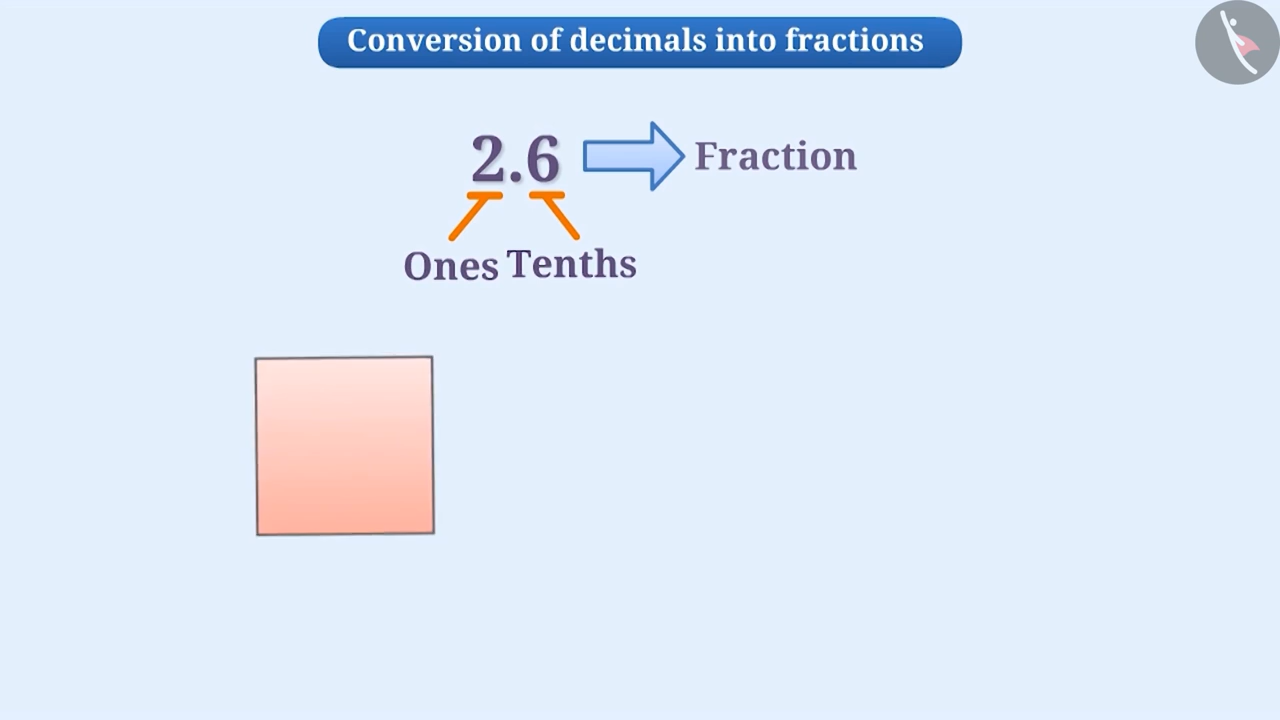 Conversion of decimals into fractions
2.6 Fraction
Ones Tenths